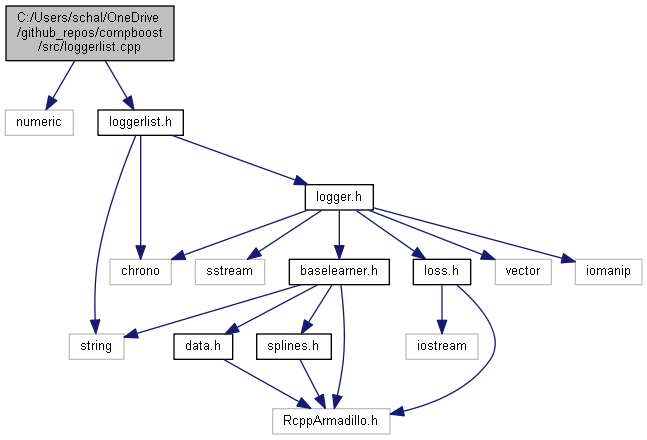 C:/Users/schal/OneDrive
/github_repos/compboost
/src/loggerlist.cpp
numeric
loggerlist.h
logger.h
chrono
sstream
baselearner.h
loss.h
vector
iomanip
string
data.h
splines.h
iostream
RcppArmadillo.h